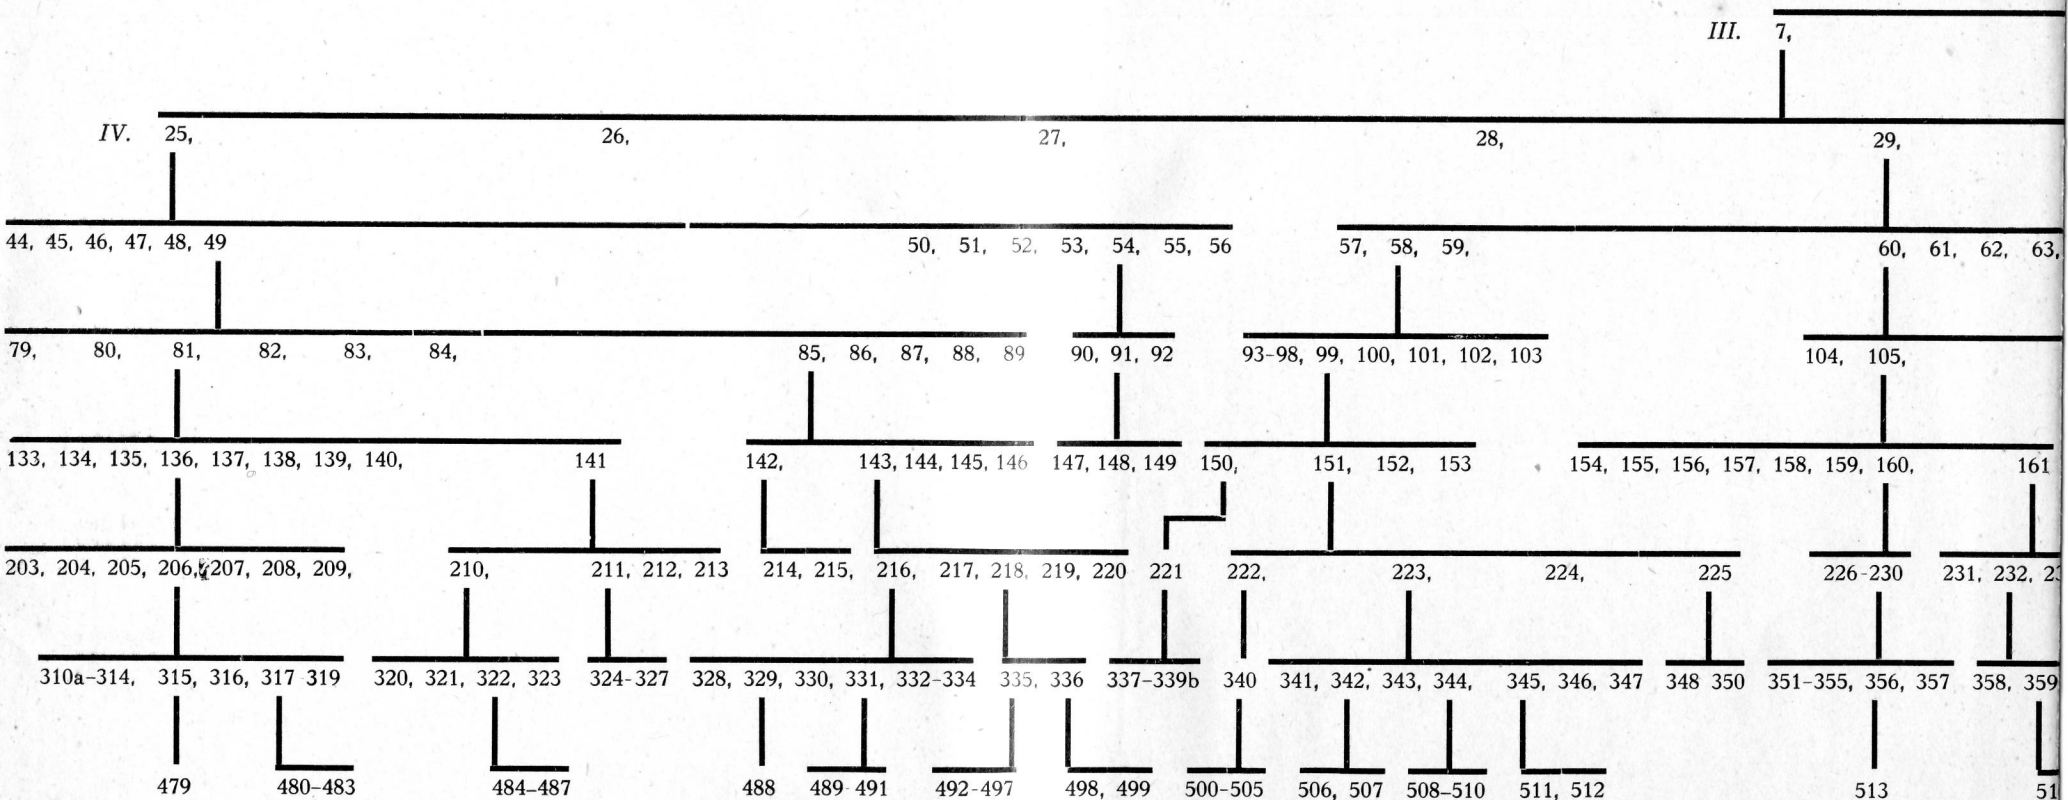 III. 7,
IV. 25, 26, 27, 28, 29,
44, 45, 46, 47, 48, 49 50, 51, 52, 53, 54, 55, 56 57, 58, 59, 60, 61, 62, 63,
79, 80, 81, 82, 83, 84, 85, 86, 87, 88, 89 90, 91, 92 93-98, 99, 100, 101, 102, 103 104, 105,
133, 134, 135, 136, 137, 138, 139, 140, 141 142, 143, 144, 145, 146 147, 148, 149 150, 151, 152, 153 154, 155, 156, 157, 158, 159, 160, 161
203, 204, 205, 206, 207, 208, 209, 210, 211, 212, 213 214, 215, 216, 217, 218, 219, 220 221 222, 223, 224, 225 226-230 231, 232,
310a-314, 315, 316, 317-319 320, 321, 322, 323 324-327 328, 329, 330, 331, 332-334 335, 336 337-339b 340 341, 342, 343, 344, 345, 346, 347 348 350 351-355, 356, 357 358, 359
479 480-483 484-487 488 489-491 492-497 498, 499 500-505 506, 507 508-510 511, 512 513